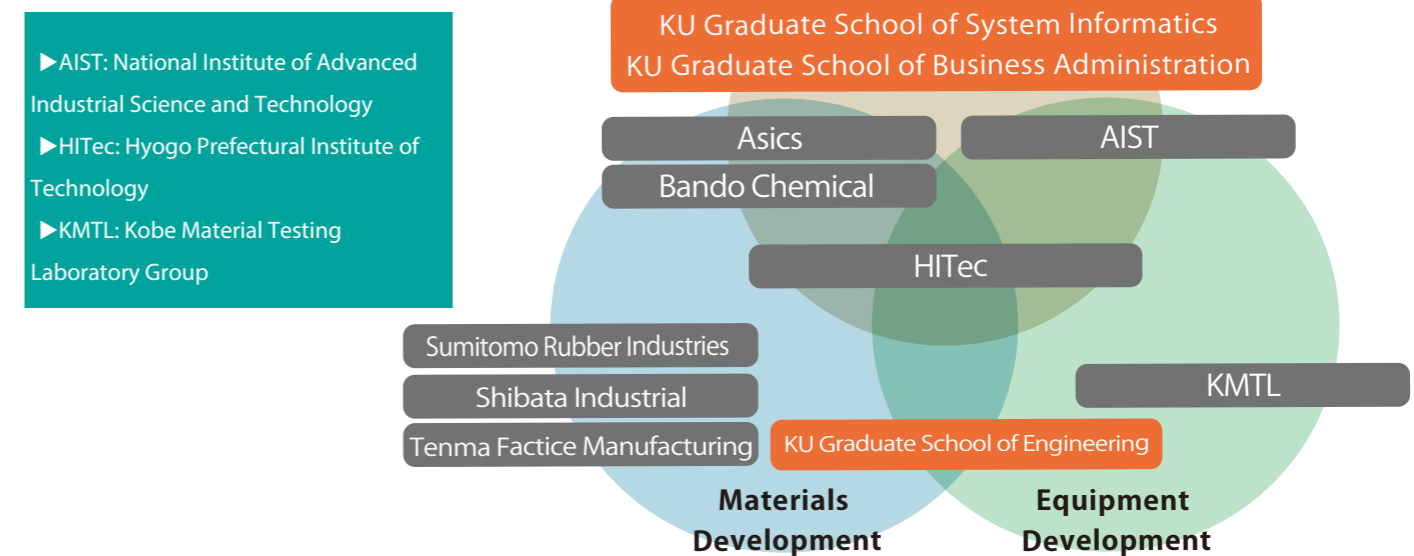 ▶AIST: National Institute of Advanced
Industrial Science and Technology
▶HITec: Hyogo Prefectural Institute of
Technology
▶KMTL: Kobe Material Testing
Laboratory Group
KU Graduate School of System Informatics
KU Graduate School of Business Administration
Asics
AIST
Bando Chemical
HITec
Sumitomo Rubber Industries
Shibata Industrial
KMTL
Tenma Factice Manufacturing
KU Graduate School of Engineering
Materials
Development
Equipment
Development